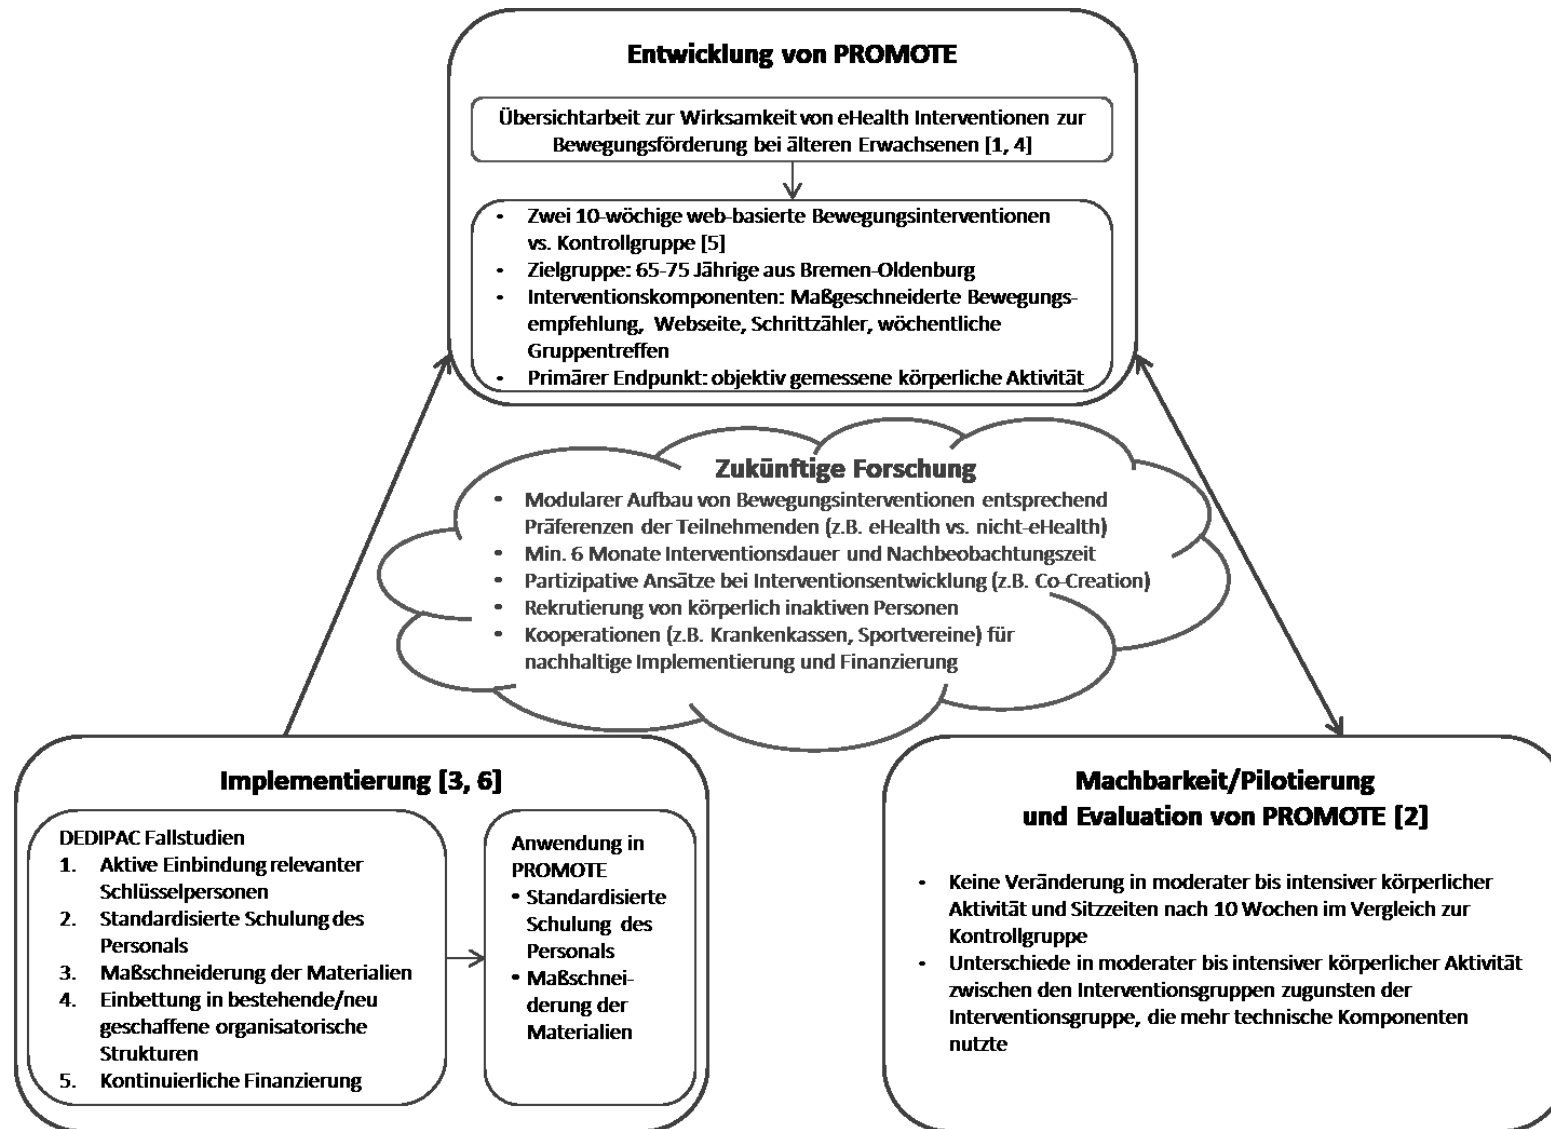 Entwicklung von PROMOTE
Übersichtarbeit zur Wirksamkeit von eHealth Interventionen zur
Bewegungsförderung bei älteren Erwachsenen [1, 4]
• Zwei 10-wöchige web-basierte Bewegungsinterventionen
vs. Kontrollgruppe [5]
• Zielgruppe: 65-75 Jährige aus Bremen-Oldenburg
• Interventionskomponenten: Maßgeschneiderte Bewegungs-
empfehlung, Webseite, Schrittzähler, wöchentliche
Gruppentreffen
• Primärer Endpunkt: objektiv gemessene körperliche Aktivität
Zukünftige Forschung
• Modularer Aufbau von Bewegungsinterventionen entsprechend
Präferenzen der Teilnehmenden (z.B. eHealth vs. nicht-eHealth)
• Min. 6 Monate Interventionsdauer und Nachbeobachtungszeit
• Partizipative Ansätze bei Interventionsentwicklung (z.B. Co-Creation)
• Rekrutierung von körperlich inaktiven Personen
• Kooperationen (z.B. Krankenkassen, Sportvereine) für
nachhaltige Implementierung und Finanzierung
Implementierung [3, 6]
DEDIPAC Fallstudien
1. Aktive Einbindung relevanter
Schlüsselpersonen
2. Standardisierte Schulung des
Personals
3. Maßschneiderung der Materialien
4. Einbettung in bestehende/neu
geschaffene organisatorische
Strukturen
5. Kontinuierliche Finanzierung
Anwendung in
PROMOTE
• Standardisierte
Schulung des
Personals
• Maßschnei-
derung der
Materialien
Machbarkeit/Pilotierung
und Evaluation von PROMOTE [2]
• Keine Veränderung in moderater bis intensiver körperlicher
Aktivität und Sitzzeiten nach 10 Wochen im Vergleich zur
Kontrollgruppe
• Unterschiede in moderater bis intensiver körperlicher Aktivität
zwischen den Interventionsgruppen zugunsten der
Interventionsgruppe, die mehr technische Komponenten
nutzte